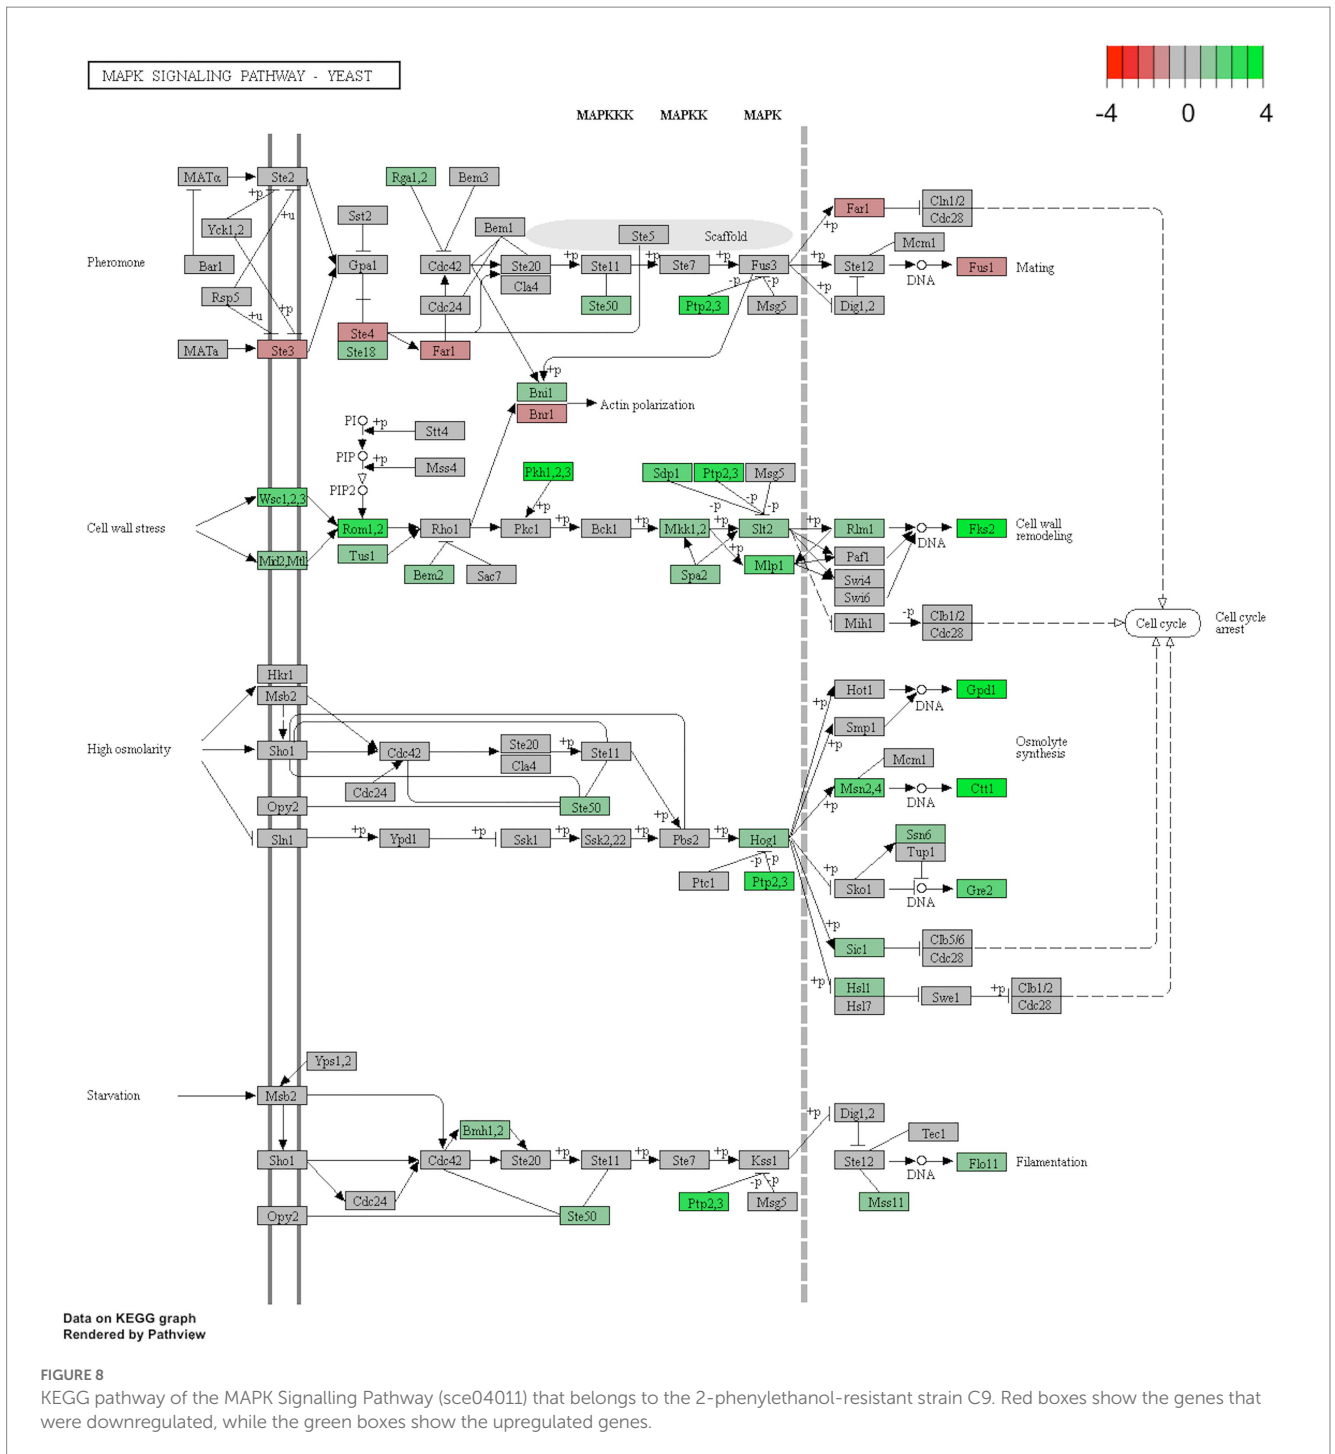 MAPK SIGNALING PATHWAY - YEAST
-4 0 4
MAPKKK MAPKK MAPK
MATα Ste2 Rga1,2 Bem3
+p
+u
Yck1,2 Sst2 Far1 Cln1/2
Cdc28
+p
Bem1 Ste5 Scaffold Mcm1
Pheromone Bar1 Gpa1 Cdc42 Ste20 +p Ste11 +p Ste7 +p Fus3 +p Ste12 DNA Fus1 Mating
Cla4
Rsp5 Cdc24 Ste50 Ptp2,3 -p -p Msg5 +p Dig1,2
+u +p
Ste4
Ste18
MATa Ste3 Far1
+p
Bni1
Bnr1 Actin polarization
PI +p Stt4
PIP +p Mss4
PIP2
Pkh1,2,3 Sdp1 Ptp2,3 Msg5
+p -p -p -p
Wsc1,2,3
Cell wall stress Rom1,2 Rho1 Pkc1 +p Bck1 +p Mkk1,2 +p Slt2 +p Rlm1 DNA Fks2 Cell wall
remodeling
Mid2,Mtl Tus1 +p Mlp1 Paf1
Bem2 Sac7 Spa2 Swi4
Swi6
Mih1 -p Clb1/2
Cdc28
Cell cycle Cell cycle
arrest
Hkr1
Msb2 Hot1 DNA Gpd1
+p
Smp1
+p
High osmolarity Sho1 Cdc42 Ste20 +p Ste11 Osmolyte
synthesis
Cla4 Mcm1
Cdc24 Msn2,4 DNA Ctt1
+p
Opy2 Ste50
+p
Sln1 +p Ypd1 +p Ssk1 +p Ssk2,22 +p Pbs2 +p Hog1 Ssn6
Tup1
-p -p
Ptc1 Ptp2,3 +p Sko1 DNA Gre2
+p
Sic1 Clb5/6
Cdc28
+p Hsl1
Hsl7 Swe1 +p Clb1/2
Cdc28
Yps1,2
Starvation Msb2
+p Dig1,2
Bmh1,2 Tec1
Sho1 Cdc42 Ste20 +p Ste11 +p Ste7 +p Kss1 Ste12 DNA Flo11 Filamentation
Cdc24 Ptp2,3 -p -p Msg5 Mss11
Opy2 Ste50
Data on KEGG graph
Rendered by Pathview
FIGURE 8
KEGG pathway of the MAPK Signalling Pathway (sce04011) that belongs to the 2-phenylethanol-resistant strain C9. Red boxes show the genes that
were downregulated, while the green boxes show the upregulated genes.